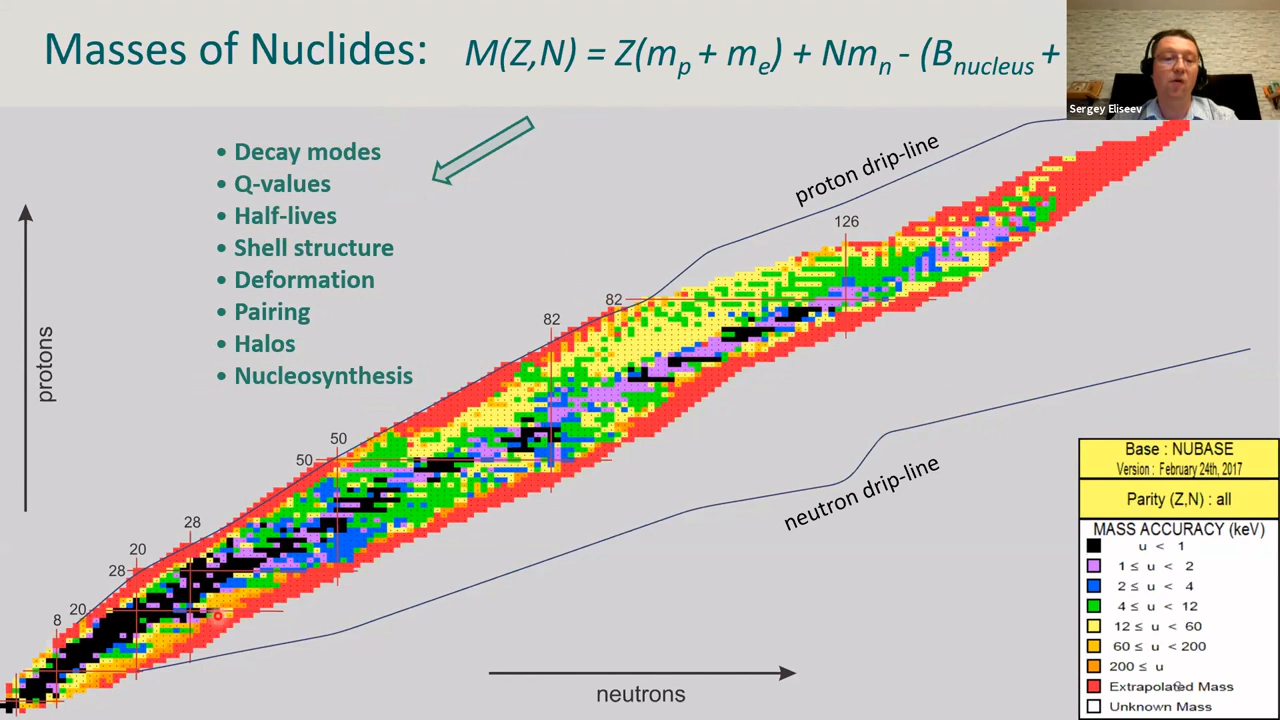 Masses of Nuclides: M(Z,N) = Z(mp + me) + Nmn - (Bnucleus +
Sergey Eliseev
• Decay modes
• Q-values
• Half-lives
• Shell structure
• Deformation
• Pairing
• Halos
• Nucleosynthesis
proton drip-line
126
82
82
50
50
28
20
28
20
8
protons
neutron drip-line
neutrons
Base : NUBASE
Version : February 24th, 2017
Parity (Z,N) : all
MASS ACCURACY (keV)
u < 1
1 ≤ u < 2
2 ≤ u < 4
4 ≤ u < 12
12 ≤ u < 60
60 ≤ u < 200
200 ≤ u
Extrapolated Mass
Unknown Mass